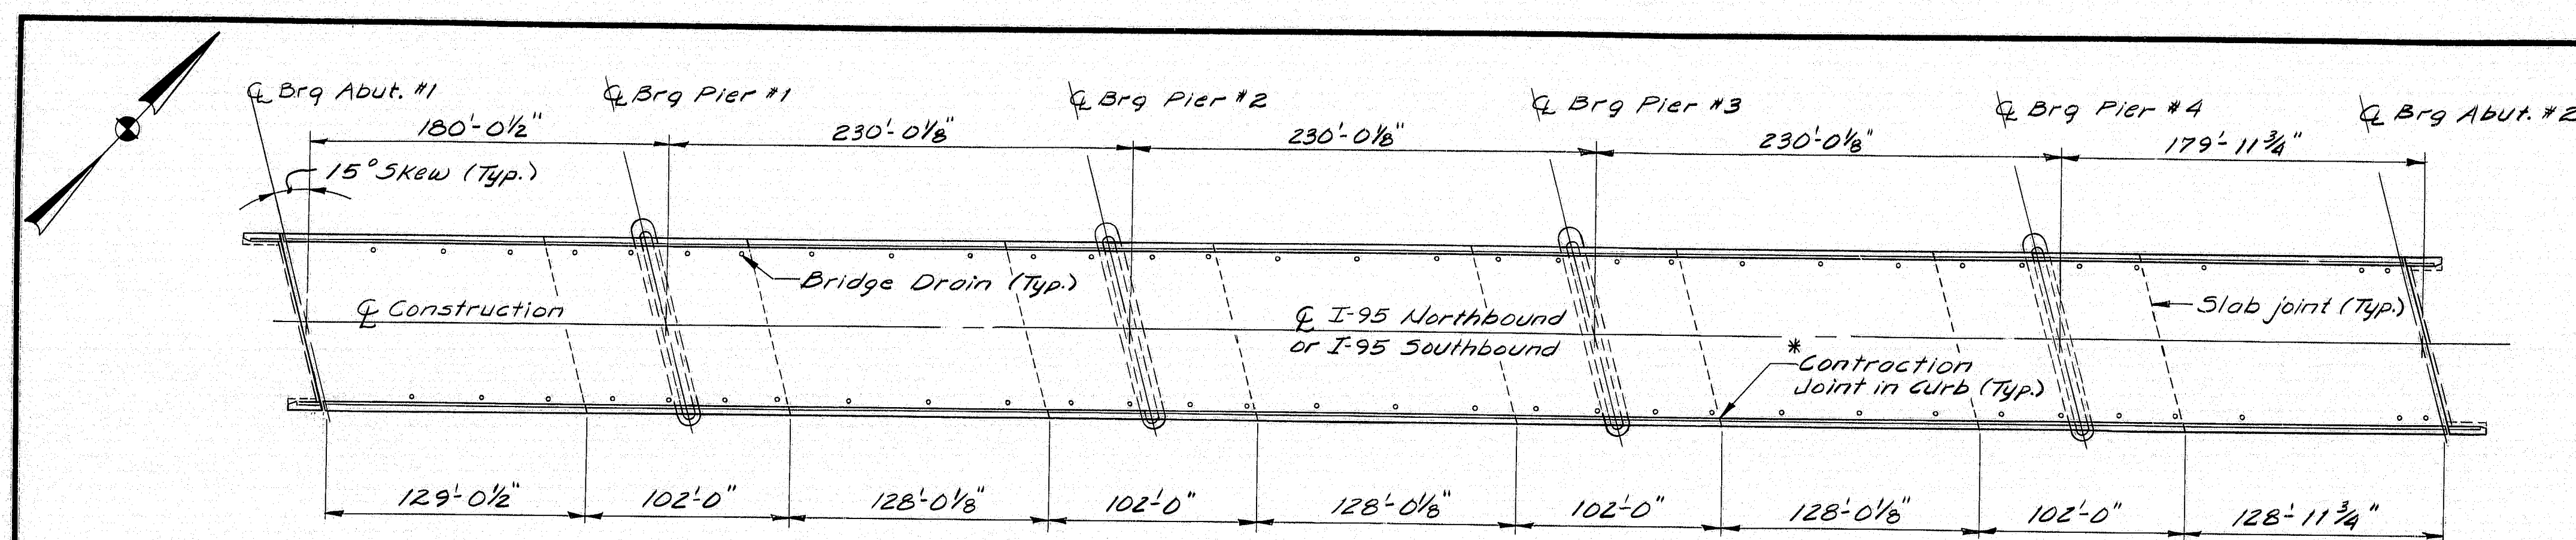 ℄ Brg Abut. #1
℄ Brg Pier #1
℄ Brg Pier #2
℄ Brg Pier #3
℄ Brg Pier #4
℄ Brg Abut. #2
180'-0½"
230'-0⅛"
230'-0⅛"
230'-0⅛"
179'-11¾"
15° Skew (Typ.)
Bridge Drain (Typ.)
℄ Construction
℄ I-95 Northbound
or I-95 Southbound
Slab joint (Typ.)
*
Contraction
Joint in Curb (Typ.)
129'-0½"
102'-0"
128'-0⅛"
102'-0"
128'-0⅛"
102'-0"
128'-0⅛"
102'-0"
128'-11¾"